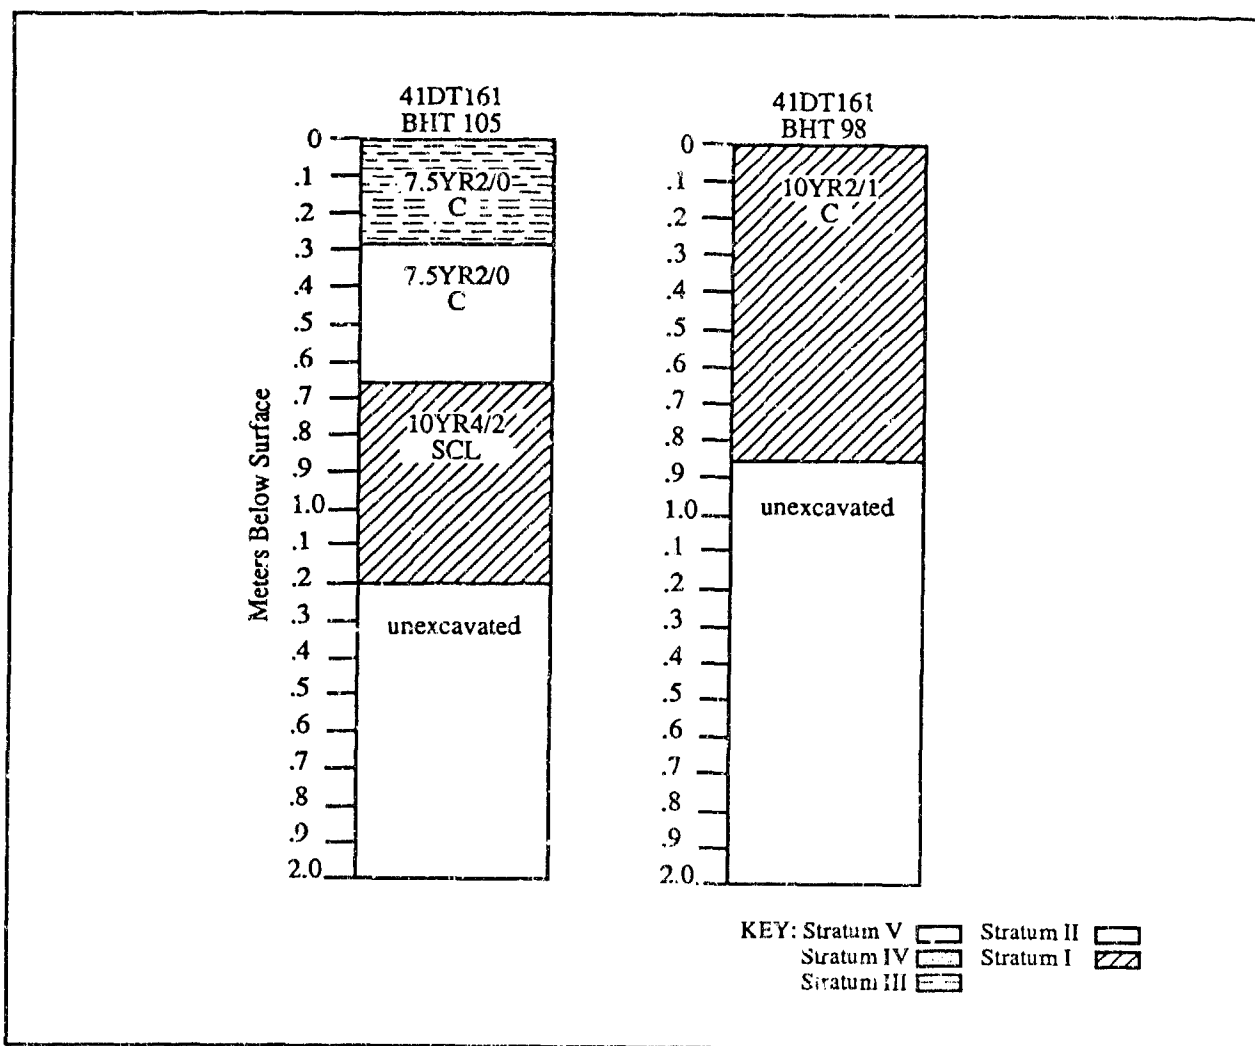 41DT161
BHT 105
0
.1
.2
.3
.4
.5
.6
.7
.8
.9
1.0
.1
.2
.3
.4
.5
.6
.7
.8
.9
2.0
Meters Below Surface
7.5YR2/0
C
7.5YR2/0
C
10YR4/2
SCL
unexcavated
41DT161
BHT 98
0
.1
.2
.3
.4
.5
.6
.7
.8
.9
1.0
.1
.2
.3
.4
.5
.6
.7
.8
.9
2.0
10YR2/1
C
unexcavated
KEY: Stratum V Stratum II
Stratum IV Stratum I
Stratum III